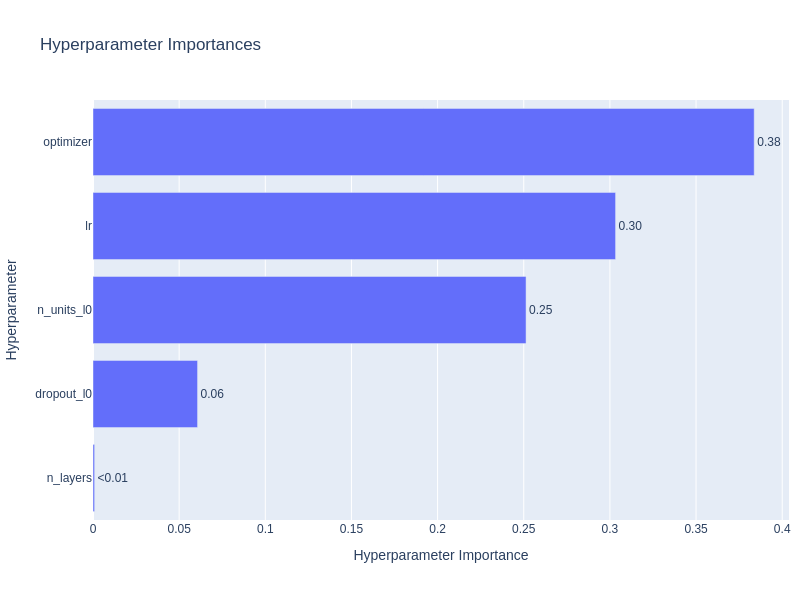 Hyperparameter Importances
Hyperparameter
optimizer
0.38
lr
0.30
n_units_l0
0.25
dropout_l0
0.06
n_layers
<0.01
0
0.05
0.1
0.15
0.2
0.25
0.3
0.35
0.4
Hyperparameter Importance